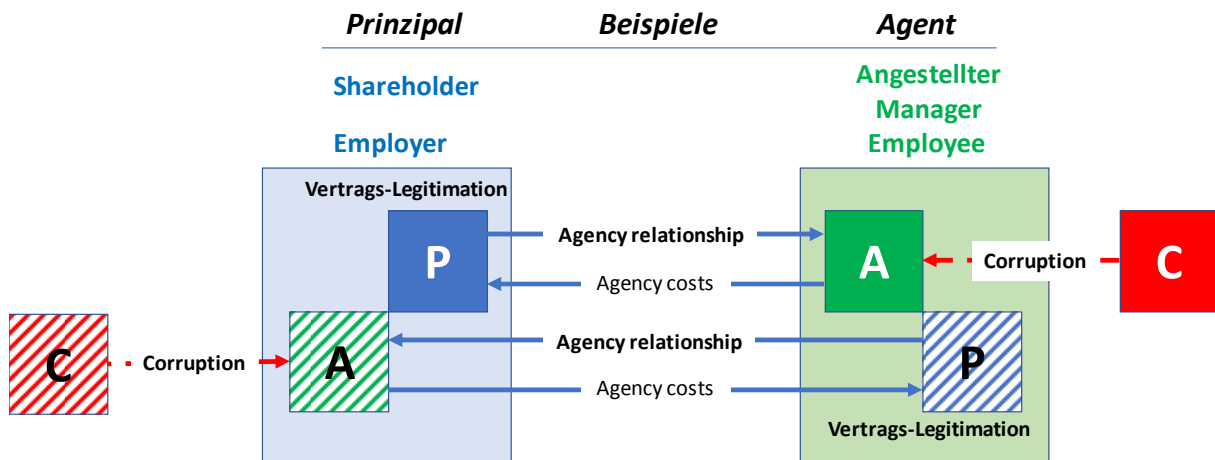 Prinzipal Beispiele Agent
Shareholder
Angestellter
Manager
Employer
Employee
Vertrags-Legitimation
P
Agency relationship
A
Corruption
C
Agency costs
C
Corruption
A
Agency relationship
P
Agency costs
Vertrags-Legitimation